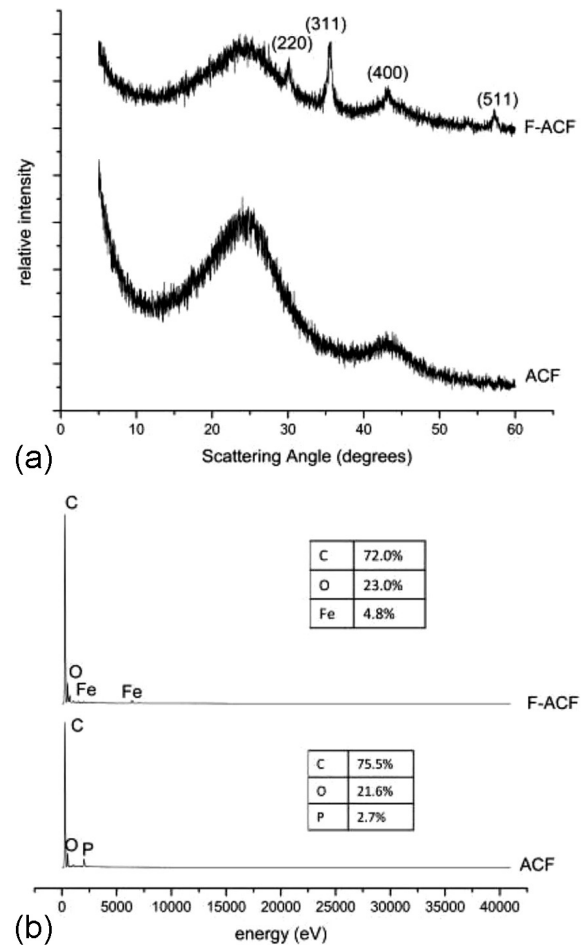 (311)
(220)
(400)
(511)
F-ACF
relative intensity
ACF
0 10 20 30 40 50 60
Scattering Angle (degrees)
(a)
C
C 72.0%
O 23.0%
Fe 4.8%
O
Fe Fe
F-ACF
C
C 75.5%
O 21.6%
P 2.7%
O P
ACF
0 5000 10000 15000 20000 25000 30000 35000 40000
energy (eV)
(b)